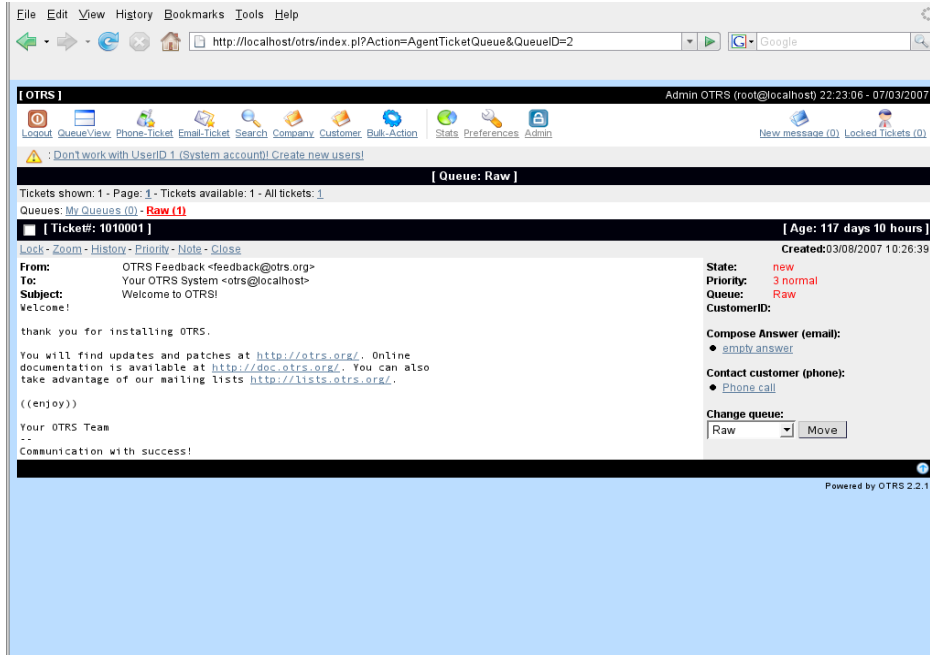 File Edit View History Bookmarks Tools Help
http://localhost/otrs/index.pl?Action=AgentTicketQueue&QueueID=2 G Google
[ OTRS ] Admin OTRS (root@localhost) 22:23:06 - 07/03/2007
Logout QueueView Phone-Ticket Email-Ticket Search Company Customer Bulk-Action Stats Preferences Admin New message (0) Locked Tickets (0)
: Don't work with UserID 1 (System account)! Create new users!
[ Queue: Raw ]
Tickets shown: 1 - Page: 1 - Tickets available: 1 - All tickets: 1
Queues: My Queues (0) - Raw (1)
[ Ticket#: 1010001 ] [ Age: 117 days 10 hours ]
Lock - Zoom - History - Priority - Note - Close Created:03/08/2007 10:26:39
From: OTRS Feedback <feedback@otrs.org>
To: Your OTRS System <otrs@localhost>
Subject: Welcome to OTRS!
Welcome!
thank you for installing OTRS.
You will find updates and patches at http://otrs.org/. Online
documentation is available at http://doc.otrs.org/. You can also
take advantage of our mailing lists http://lists.otrs.org/.
((enjoy))
Your OTRS Team
--
Communication with success!
State: new
Priority: 3 normal
Queue: Raw
CustomerID:
Compose Answer (email):
empty answer
Contact customer (phone):
Phone call
Change queue:
Raw Move
Powered by OTRS 2.2.1